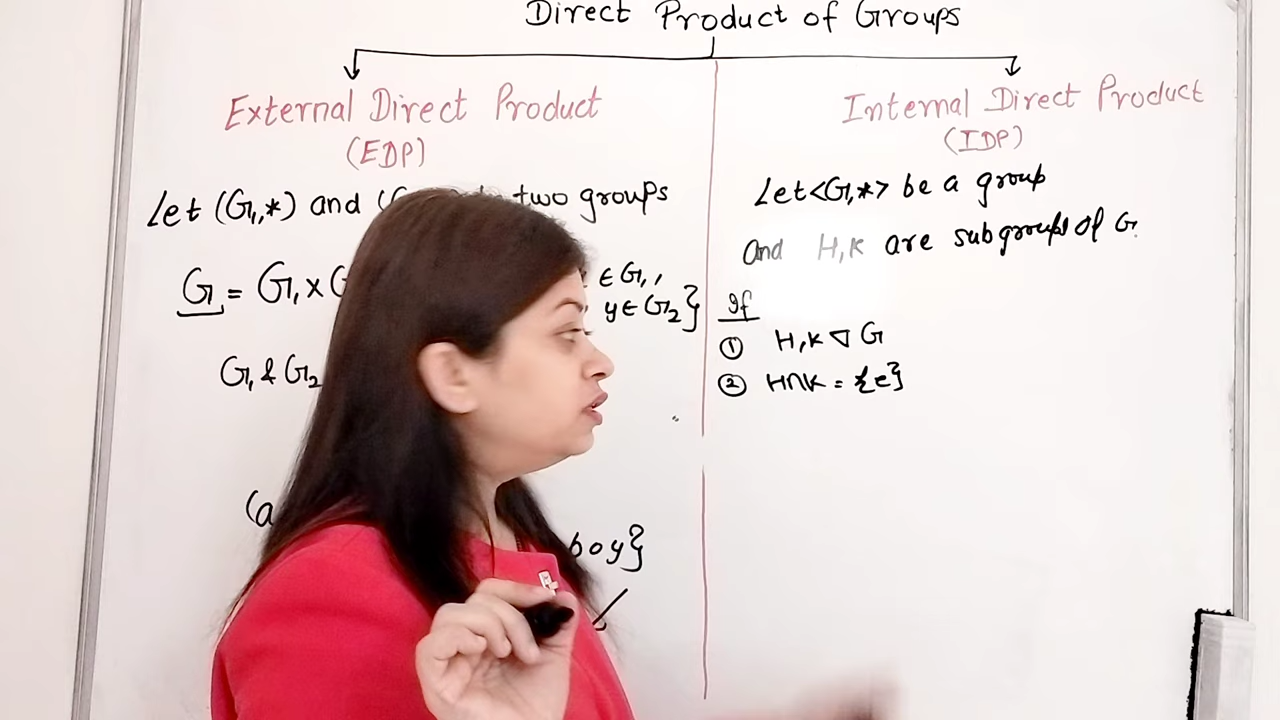 Direct Product of Groups
External Direct Product
(EDP)
Let (G₁,*) and ( two groups
G = G₁ x G ∈ G₁,
y ∈ G₂}
G₁ & G₂
(a
boy}
Internal Direct Product
(IDP)
Let <G,*> be a group
And H,K are subgroups of G.
If
① H,K ∇ G
② H∩K = {e}